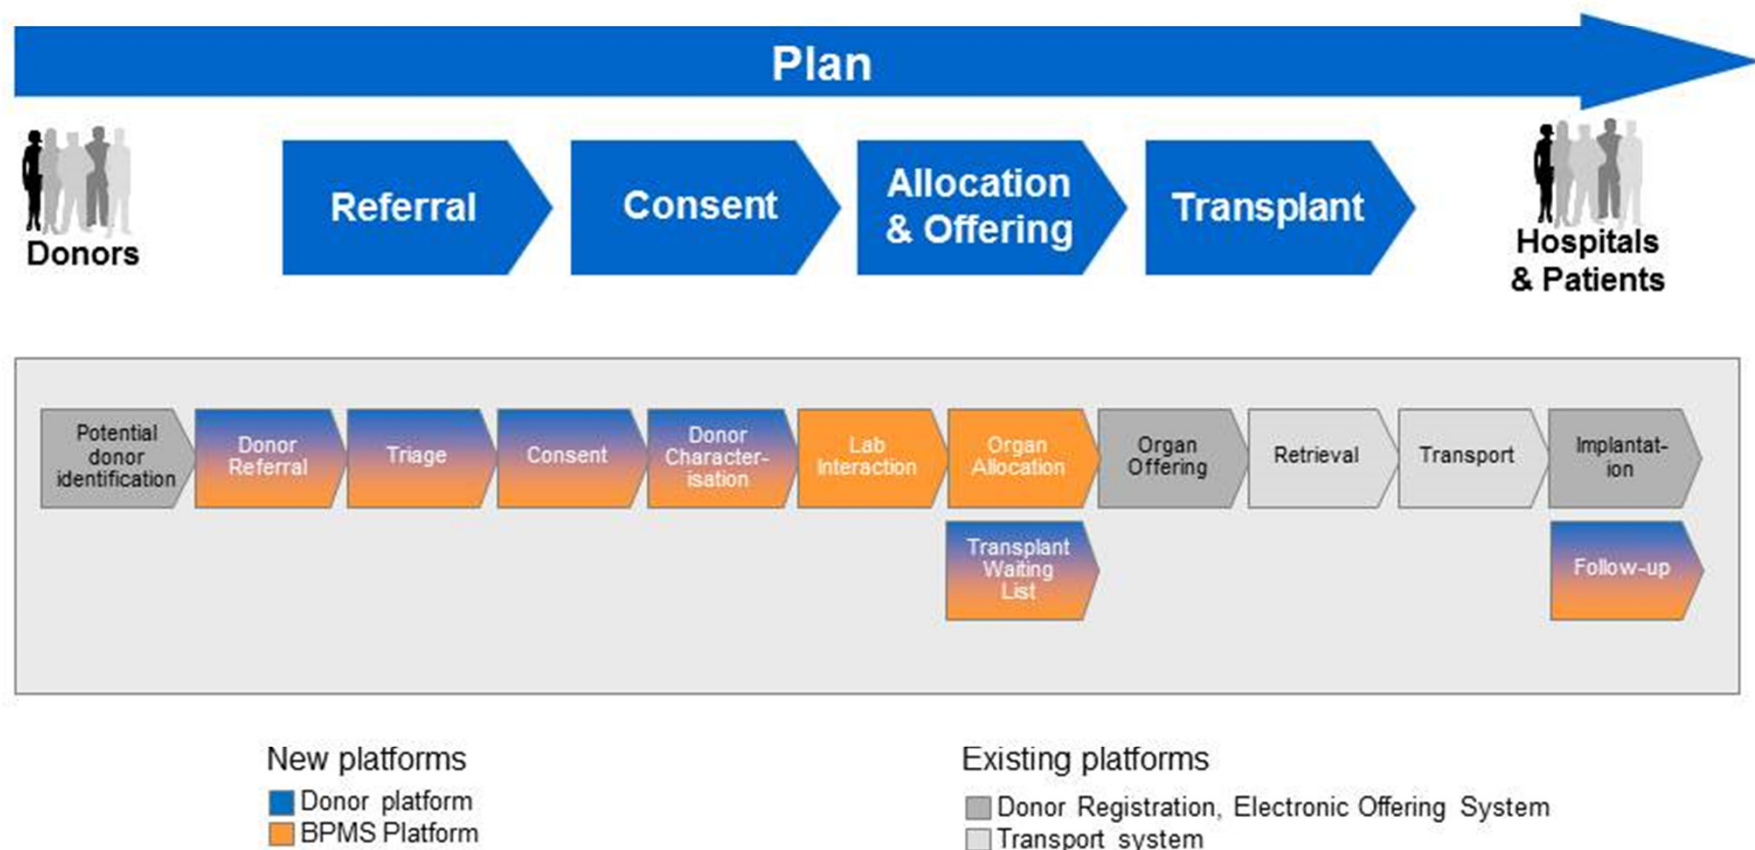 Plan
Donors
Referral
Consent
Allocation
& Offering
Transplant
Hospitals
& Patients
Potential
donor
identification
Donor
Referral
Triage
Consent
Donor
Character-
isation
Lab
Interaction
Organ
Allocation
Organ
Offering
Retrieval
Transport
Implantat-
ion
Transplant
Waiting
List
Follow-up
New platforms
Donor platform
BPMS Platform
Existing platforms
Donor Registration, Electronic Offering System
Transport system